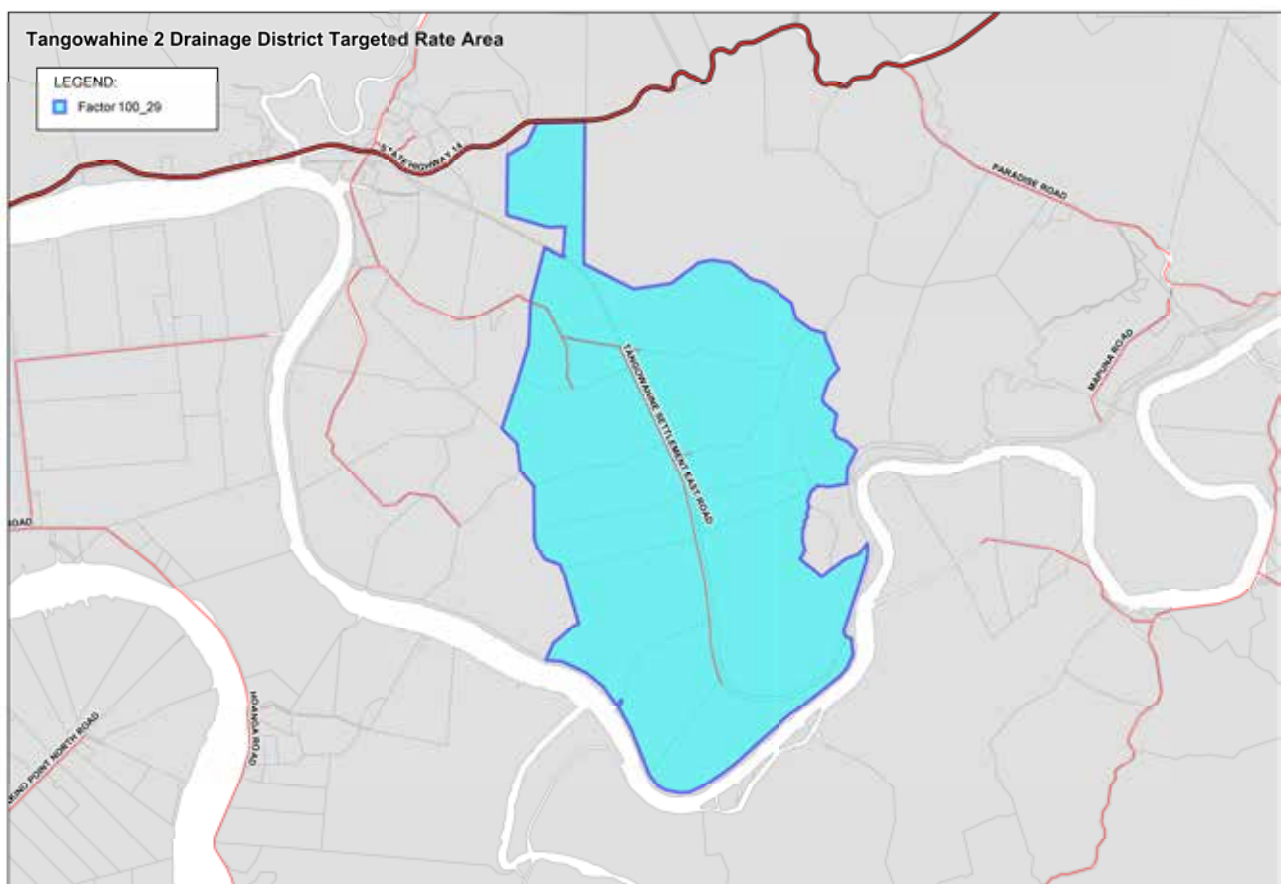 Tangowahine 2 Drainage District Targeted Rate Area
LEGEND:
Factor 100_29
STATE HIGHWAY 14
PARADISE ROAD
MAPUNA ROAD
TANGOWAHINE SETTLEMENT EAST ROAD
ROAD
HOANGA ROAD
POINT NORTH ROAD